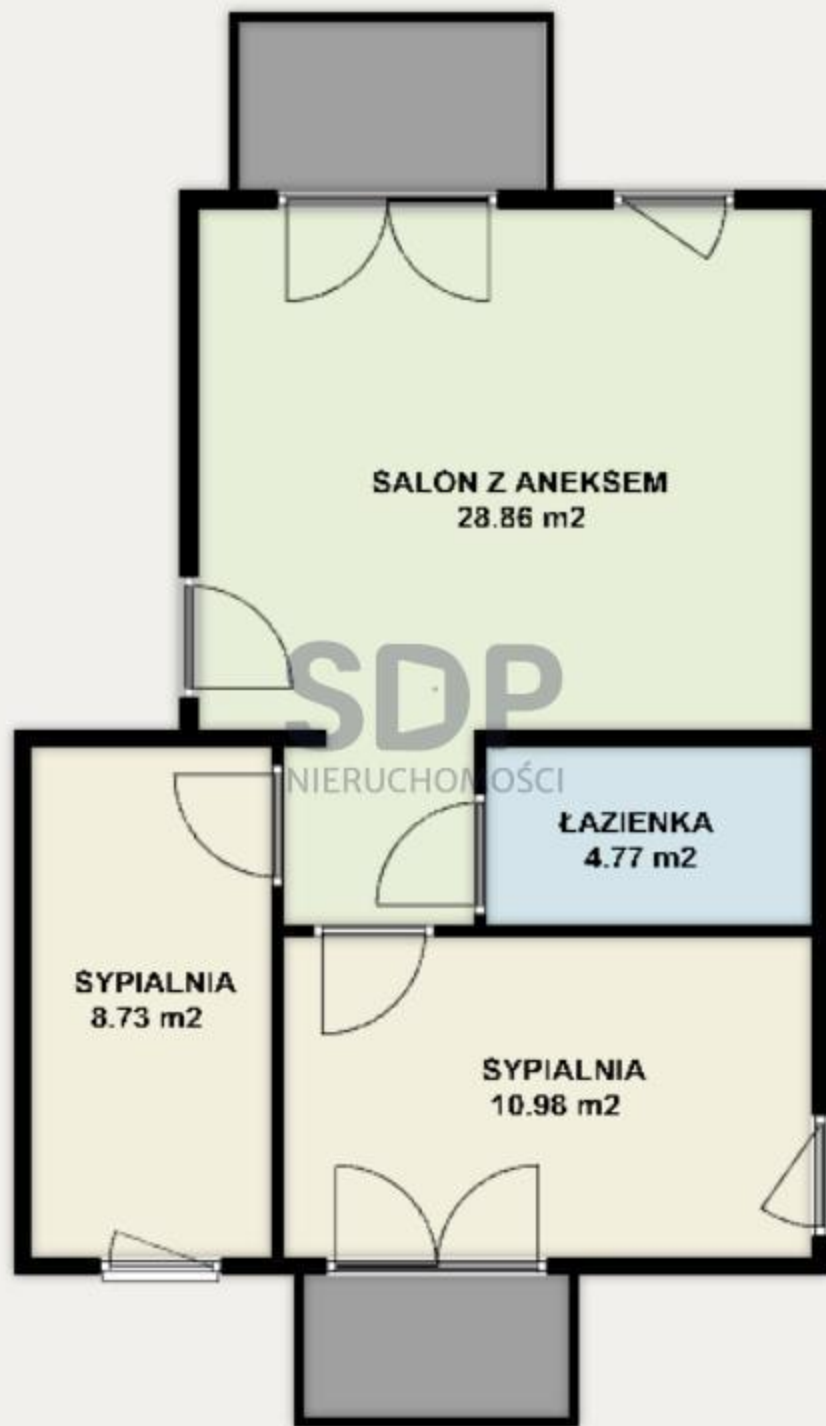 SALON Z ANEKSEM
28.86 m2
SDP
NIERUCHOMOŚCI
ŁAZIENKA
4.77 m2
SYPIALNIA
8.73 m2
SYPIALNIA
10.98 m2